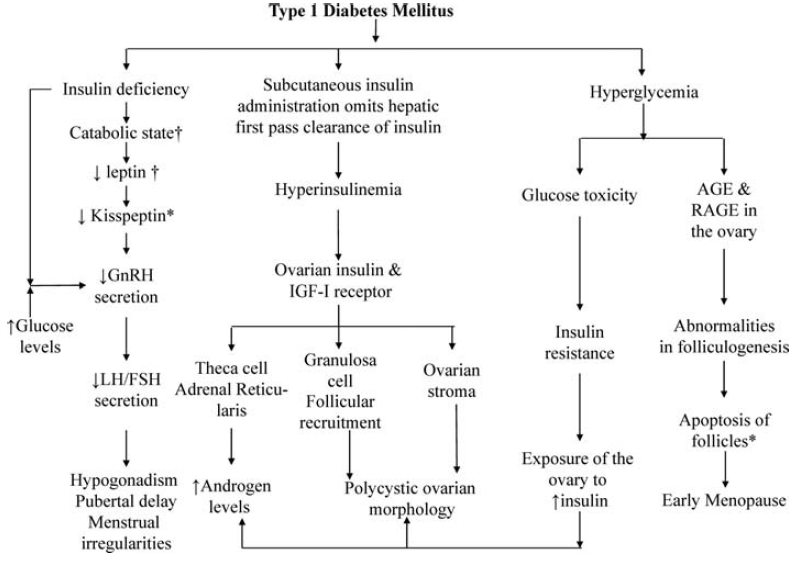 Type 1 Diabetes Mellitus
Insulin deficiency
Catabolic state†
↓ leptin †
↓ Kisspeptin*
↓GnRH
secretion
↑Glucose
levels
↓LH/FSH
secretion
Hypogonadism
Pubertal delay
Menstrual
irregularities
Subcutaneous insulin
administration omits hepatic
first pass clearance of insulin
Hyperinsulinemia
Ovarian insulin &
IGF-I receptor
Theca cell
Adrenal Reticu-
laris
↑Androgen
levels
Granulosa
cell
Follicular
recruitment
Ovarian
stroma
Polycystic ovarian
morphology
Hyperglycemia
Glucose toxicity
Insulin
resistance
Exposure of the
ovary to
↑insulin
AGE &
RAGE in
the ovary
Abnormalities
in folliculogenesis
Apoptosis of
follicles*
Early Menopause